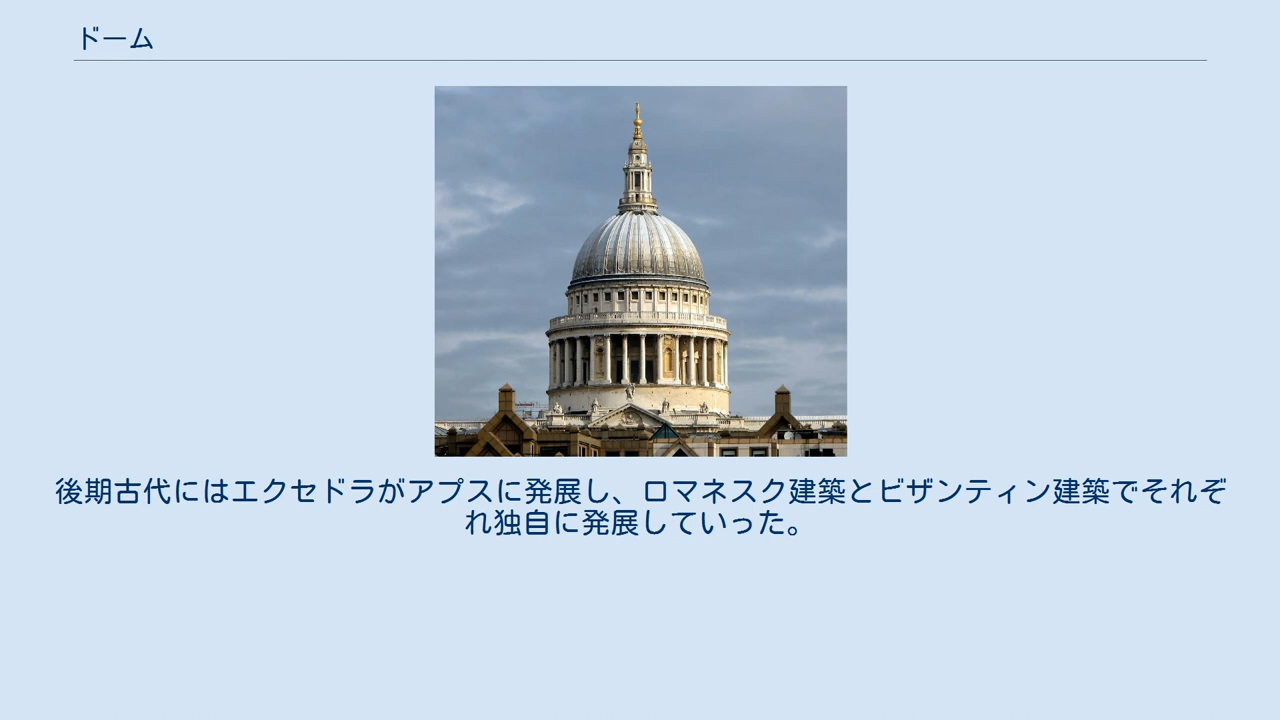 ドーム
後期古代にはエクセドラがアプスに発展し、ロマネスク建築とビザンティン建築でそれぞ
れ独自に発展していった。